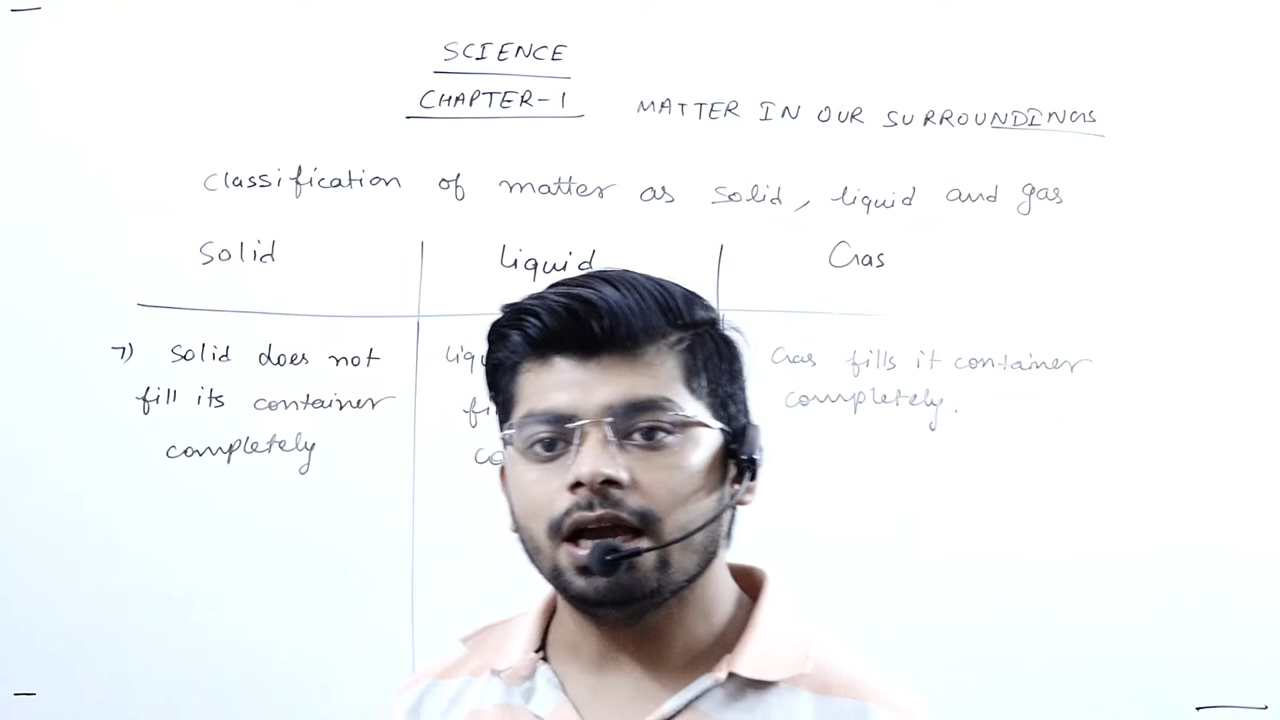 SCIENCE
CHAPTER-1 MATTER IN OUR SURROUNDINGS
Classification of matter as solid, liquid and gas
Solid liquid Gas
7) Solid does not
fill its container
completely
Gas fills it container
completely.